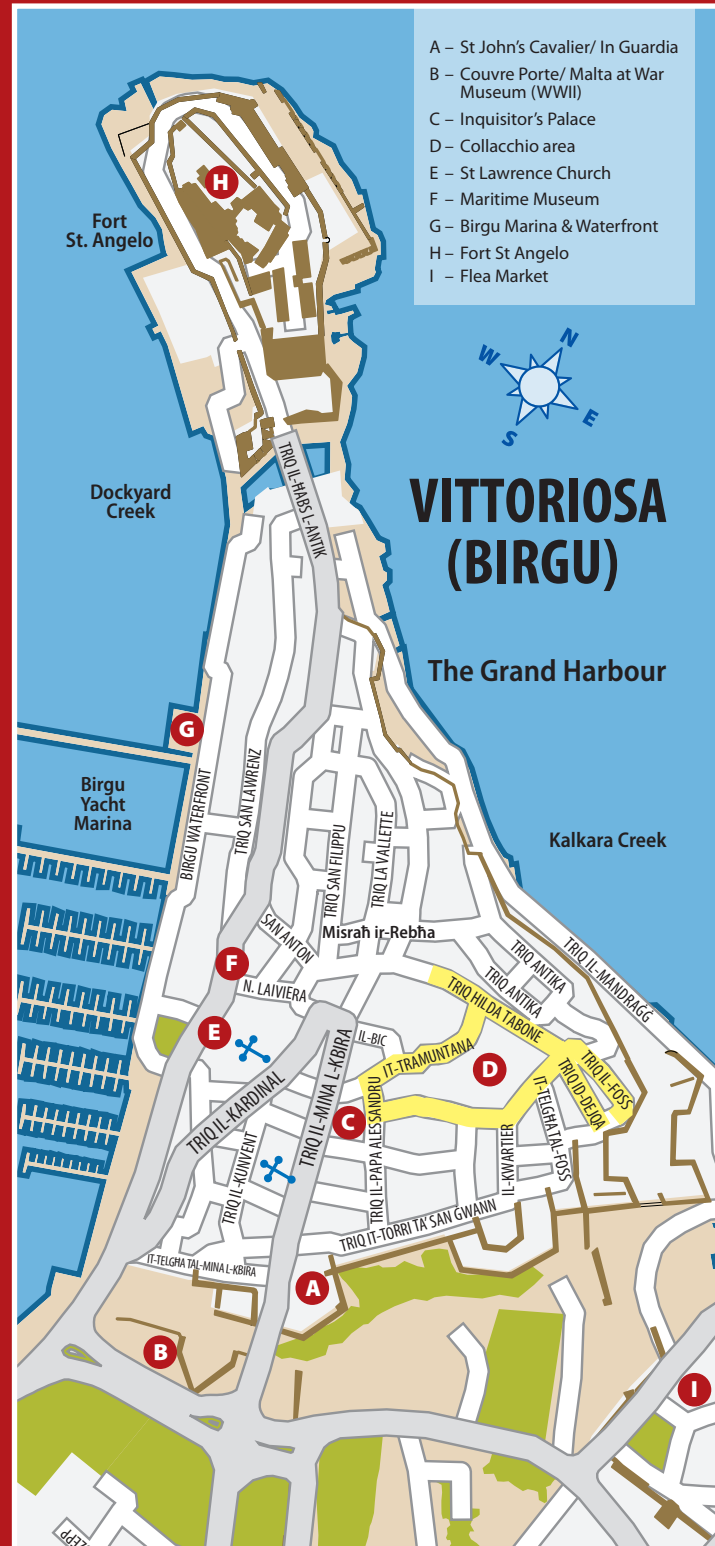 A – St John's Cavalier/ In Guardia
B – Couvre Porte/ Malta at War
Museum (WWII)
C – Inquisitor's Palace
D – Collacchio area
E – St Lawrence Church
F – Maritime Museum
G – Birgu Marina & Waterfront
H – Fort St Angelo
I – Flea Market
H
Fort
St. Angelo
N
W
E
S
TRIQ IL-HABS L-ANTIK
Dockyard
Creek
VITTORIOSA
(BIRGU)
The Grand Harbour
G
Birgu
Yacht
Marina
BIRGU WATERFRONT
TRIQ SAN LAWRENZ
TRIQ SAN FILIPPU
TRIQ LA VALLETTE
Kalkara Creek
SAN ANTON
Misraħ ir-Rebħa
TRIQ ANTIKA
TRIQ IL-MANDRAĠĠ
F
N. LAIVIERA
TRIQ ANTIKA
TRIQ HILDA TABONE
E
IL-BIC
IT-TRAMUNTANA
D
TRIQ IL-FOSS
TRIQ ID-DEJQA
TRIQ IL-KARDINAL
TRIQ IL-MINA L-KBIRA
C
TRIQ IL-PAPA ALESSANDRU
IL-KWARTIER
IT-TELGHA TAL-FOSS
TRIQ IL-KUNVENT
TRIQ IT-TORRI TA' SAN GWANN
IT-TELGHA TAL-MINA L-KBIRA
A
B
I
ZEPP